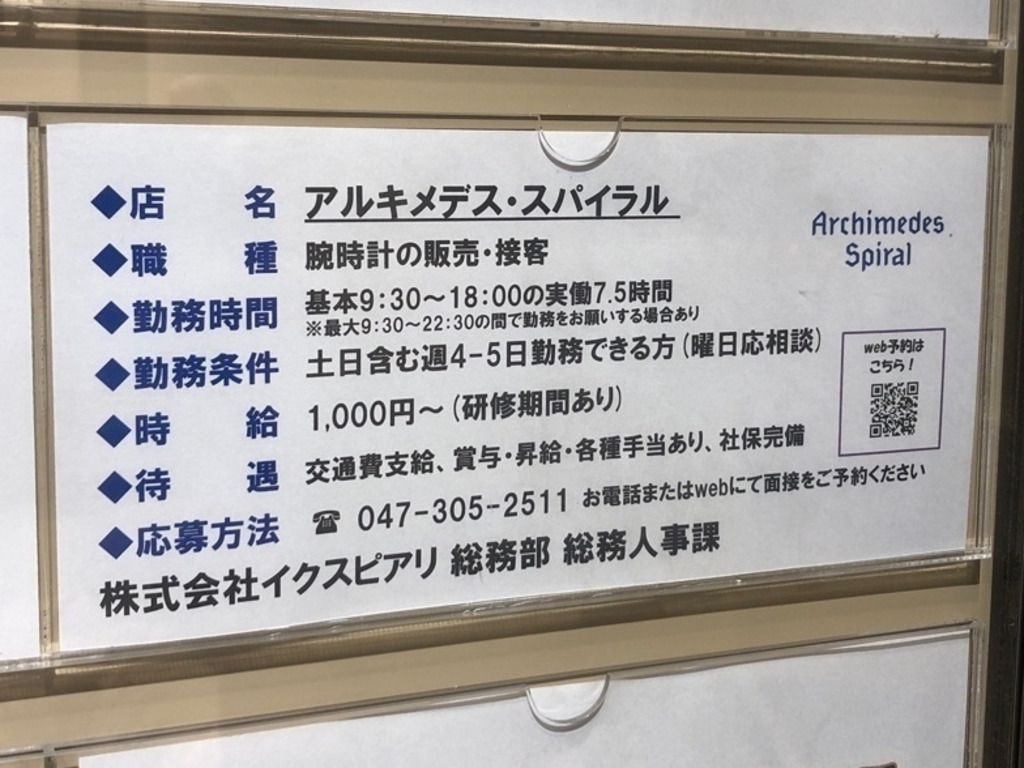 ◆店　　名 アルキメデス・スパイラル
◆職　　種 腕時計の販売・接客
◆勤務時間 基本9:30～18:00の実働7.5時間
※最大9:30～22:30の間で勤務をお願いする場合あり
◆勤務条件 土日含む週4-5日勤務できる方(曜日応相談)
◆時　　給 1,000円～(研修期間あり)
◆待　　遇 交通費支給、賞与・昇給・各種手当あり、社保完備
◆応募方法 ☎ 047-305-2511 お電話またはwebにて面接をご予約ください
株式会社イクスピアリ 総務部 総務人事課
Archimedes
Spiral
web予約は
こちら!